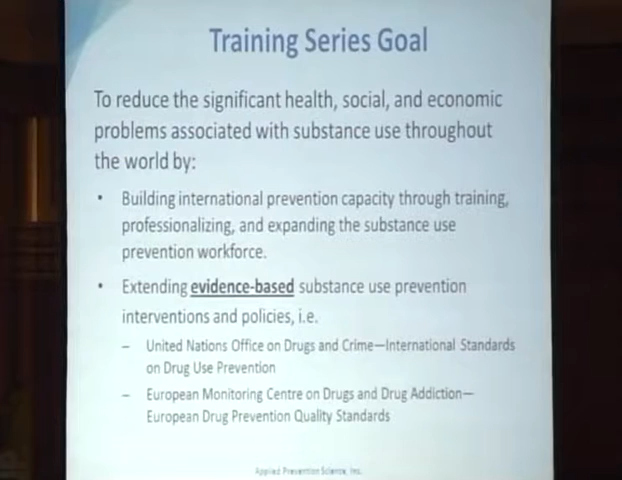 Training Series Goal
To reduce the significant health, social, and economic
problems associated with substance use throughout
the world by:
• Building international prevention capacity through training,
professionalizing, and expanding the substance use
prevention workforce.
• Extending evidence-based substance use prevention
interventions and policies, i.e.
– United Nations Office on Drugs and Crime—International Standards
on Drug Use Prevention
– European Monitoring Centre on Drugs and Drug Addiction—
European Drug Prevention Quality Standards
Applied Prevention Science, Inc.